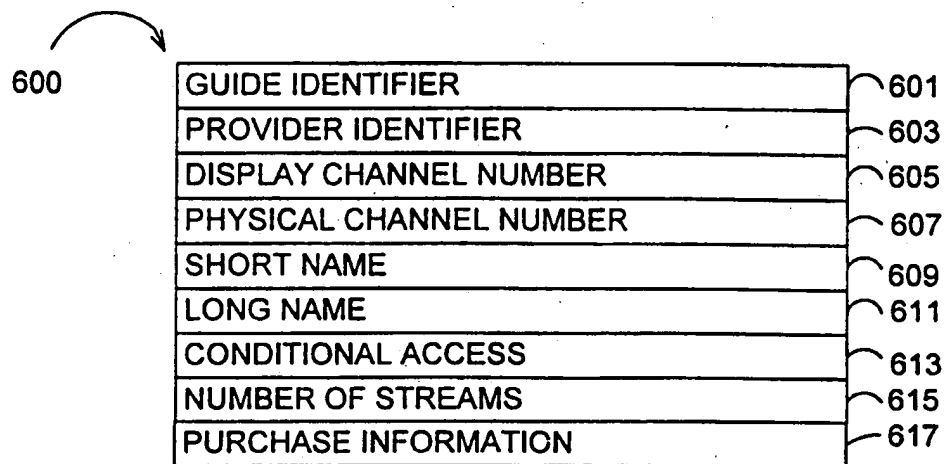 600
GUIDE IDENTIFIER 601
PROVIDER IDENTIFIER 603
DISPLAY CHANNEL NUMBER 605
PHYSICAL CHANNEL NUMBER 607
SHORT NAME 609
LONG NAME 611
CONDITIONAL ACCESS 613
NUMBER OF STREAMS 615
PURCHASE INFORMATION 617